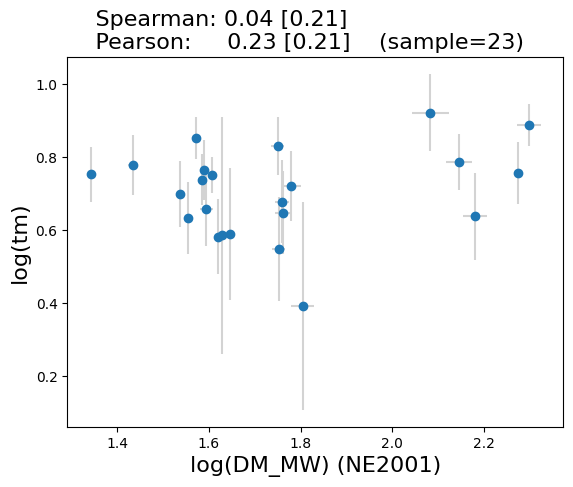 Spearman: 0.04 [0.21]
Pearson: 0.23 [0.21] (sample=23)
log(tm)
1.0
0.8
0.6
0.4
0.2
1.4 1.6 1.8 2.0 2.2
log(DM_MW) (NE2001)